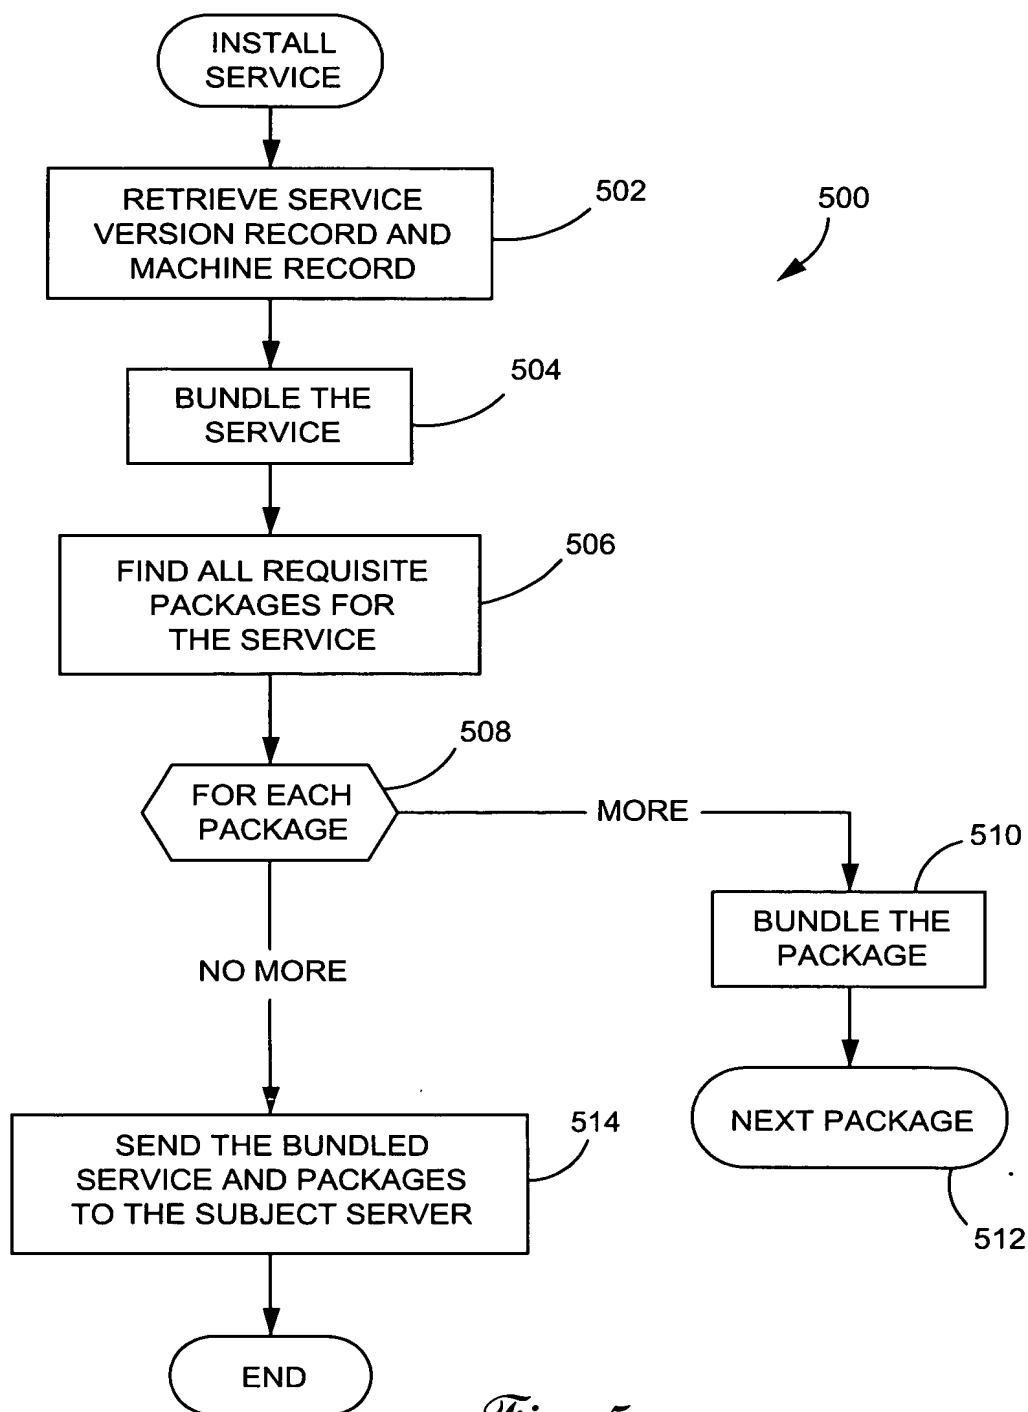 INSTALL
SERVICE
RETRIEVE SERVICE
VERSION RECORD AND
MACHINE RECORD
502
500
BUNDLE THE
SERVICE
504
FIND ALL REQUISITE
PACKAGES FOR
THE SERVICE
506
FOR EACH
PACKAGE
508
MORE
BUNDLE THE
PACKAGE
510
NO MORE
NEXT PACKAGE
512
SEND THE BUNDLED
SERVICE AND PACKAGES
TO THE SUBJECT SERVER
514
END